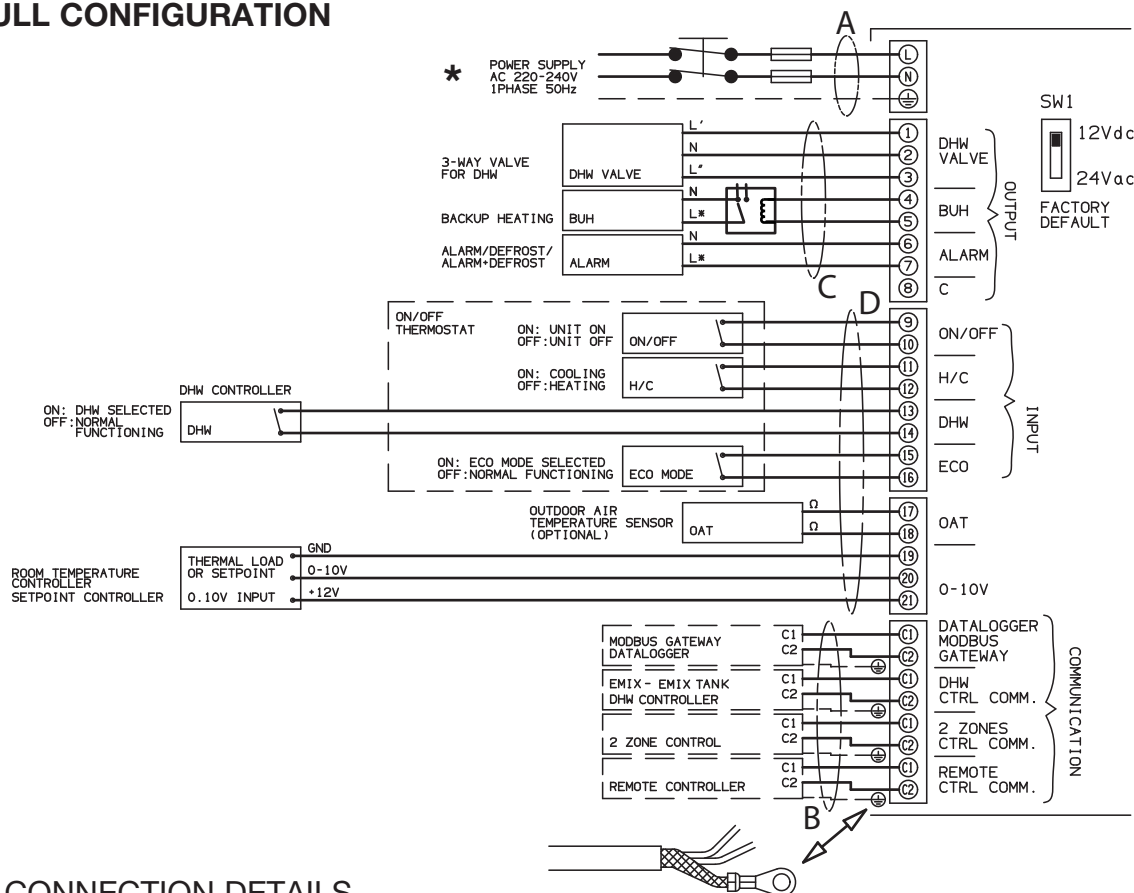 ULL CONFIGURATION
A
* POWER SUPPLY
AC 220-240V
1PHASE 50Hz
L
N
SW1
12Vdc
24Vac
FACTORY
DEFAULT
3-WAY VALVE
FOR DHW
DHW VALVE
L'
N
L"
1
2
3
DHW
VALVE
BACKUP HEATING
BUH
N
L*
4
5
BUH
ALARM/DEFROST/
ALARM+DEFROST
ALARM
N
L*
6
7
ALARM
8
C
OUTPUT
C
D
ON/OFF
THERMOSTAT
ON: UNIT ON
OFF:UNIT OFF
ON/OFF
9
10
ON/OFF
ON: COOLING
OFF:HEATING
H/C
11
12
H/C
DHW CONTROLLER
ON: DHW SELECTED
OFF:NORMAL
FUNCTIONING
DHW
13
14
DHW
ON: ECO MODE SELECTED
OFF:NORMAL FUNCTIONING
ECO MODE
15
16
ECO
INPUT
OUTDOOR AIR
TEMPERATURE SENSOR
(OPTIONAL)
OAT
Ω
Ω
17
18
OAT
ROOM TEMPERATURE
CONTROLLER
SETPOINT CONTROLLER
THERMAL LOAD
OR SETPOINT
0.10V INPUT
GND
0-10V
+12V
19
20
21
0-10V
MODBUS GATEWAY
DATALOGGER
C1
C2
C1
C2
DATALOGGER
MODBUS
GATEWAY
EMIX- EMIX TANK
DHW CONTROLLER
C1
C2
C1
C2
DHW
CTRL COMM.
2 ZONE CONTROL
C1
C2
C1
C2
2 ZONES
CTRL COMM.
REMOTE CONTROLLER
C1
C2
C1
C2
REMOTE
CTRL COMM.
COMMUNICATION
B
CONNECTION DETAILS